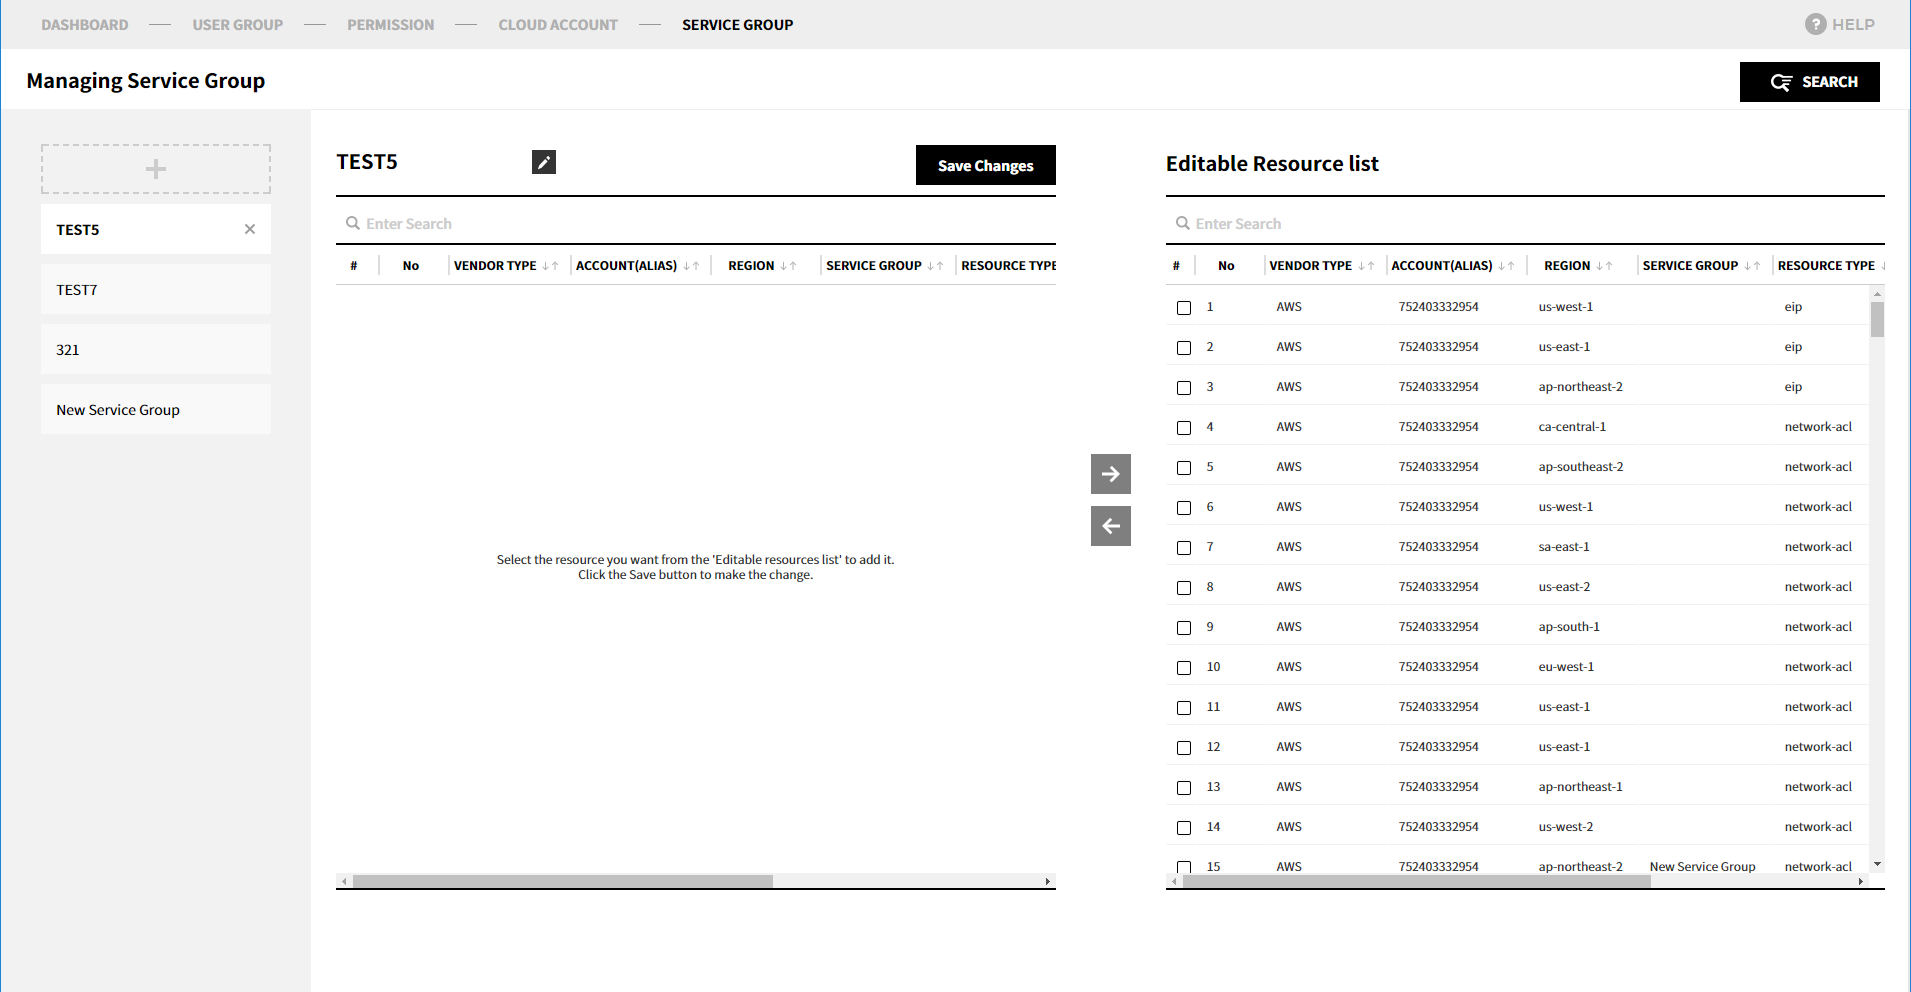 DASHBOARD USER GROUP PERMISSION CLOUD ACCOUNT SERVICE GROUP ? HELP
Managing Service Group SEARCH
TEST5
TEST7
321
New Service Group
TEST5 Save Changes
Enter Search
# No VENDOR TYPE ACCOUNT(ALIAS) REGION SERVICE GROUP RESOURCE TYPE
Select the resource you want from the 'Editable resources list' to add it.
Click the Save button to make the change.
Editable Resource list
Enter Search
# No VENDOR TYPE ACCOUNT(ALIAS) REGION SERVICE GROUP RESOURCE TYPE
1 AWS 752403332954 us-west-1 eip
2 AWS 752403332954 us-east-1 eip
3 AWS 752403332954 ap-northeast-2 eip
4 AWS 752403332954 ca-central-1 network-acl
5 AWS 752403332954 ap-southeast-2 network-acl
6 AWS 752403332954 us-west-1 network-acl
7 AWS 752403332954 sa-east-1 network-acl
8 AWS 752403332954 us-east-2 network-acl
9 AWS 752403332954 ap-south-1 network-acl
10 AWS 752403332954 eu-west-1 network-acl
11 AWS 752403332954 us-east-1 network-acl
12 AWS 752403332954 us-east-1 network-acl
13 AWS 752403332954 ap-northeast-1 network-acl
14 AWS 752403332954 us-west-2 network-acl
15 AWS 752403332954 ap-northeast-2 New Service Group network-acl